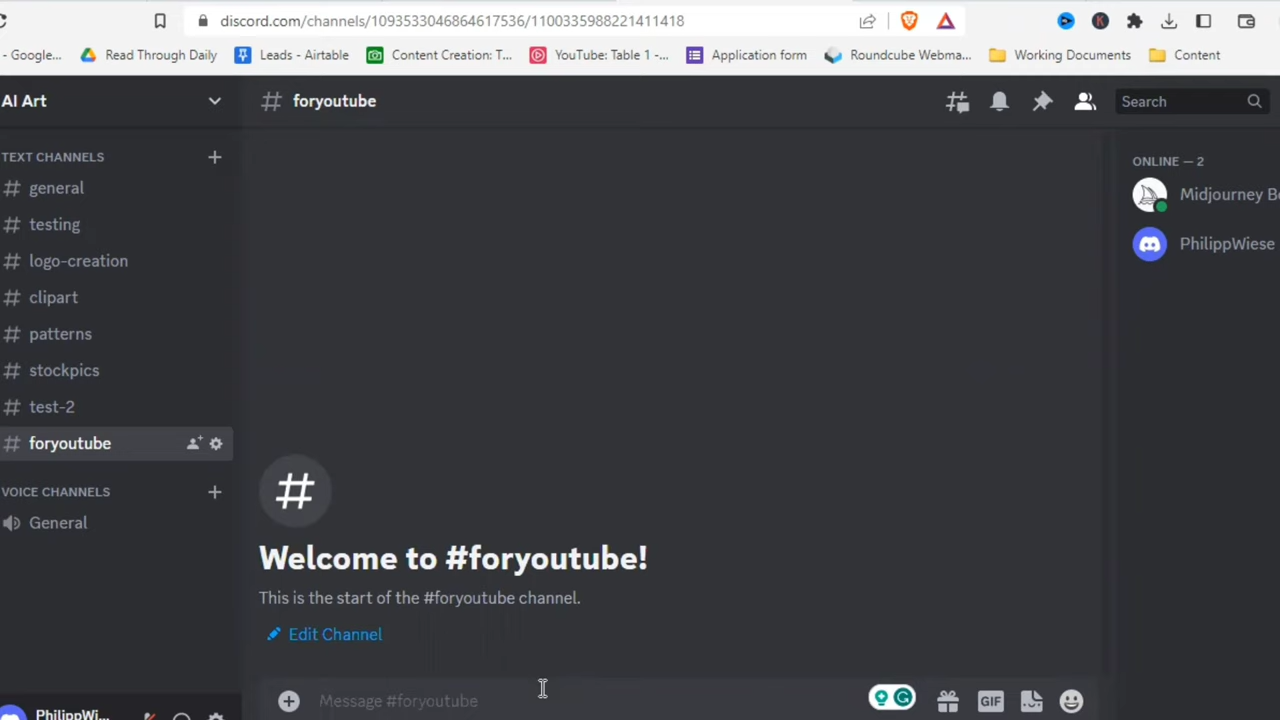 discord.com/channels/1093533046864617536/1100335988221411418
- Google... Read Through Daily Leads - Airtable Content Creation: T... YouTube: Table 1 -... Application form Roundcube Webma... Working Documents Content
AI Art
foryoutube
Search
TEXT CHANNELS
general
testing
logo-creation
clipart
patterns
stockpics
test-2
foryoutube
VOICE CHANNELS
General
PhilippWi...
Welcome to #foryoutube!
This is the start of the #foryoutube channel.
Edit Channel
Message #foryoutube
GIF
ONLINE — 2
Midjourney B
PhilippWiese